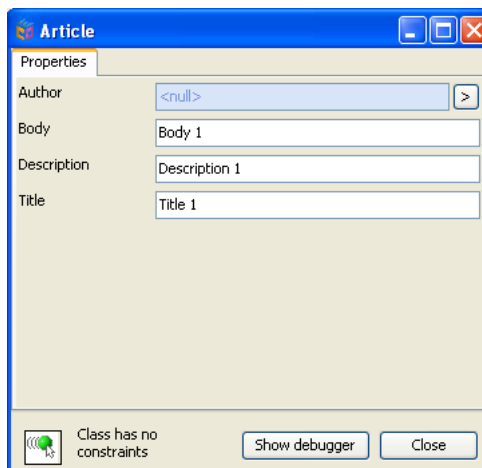 Article
Properties
Author <null> >
Body Body 1
Description Description 1
Title Title 1
Class has no
constraints
Show debugger Close